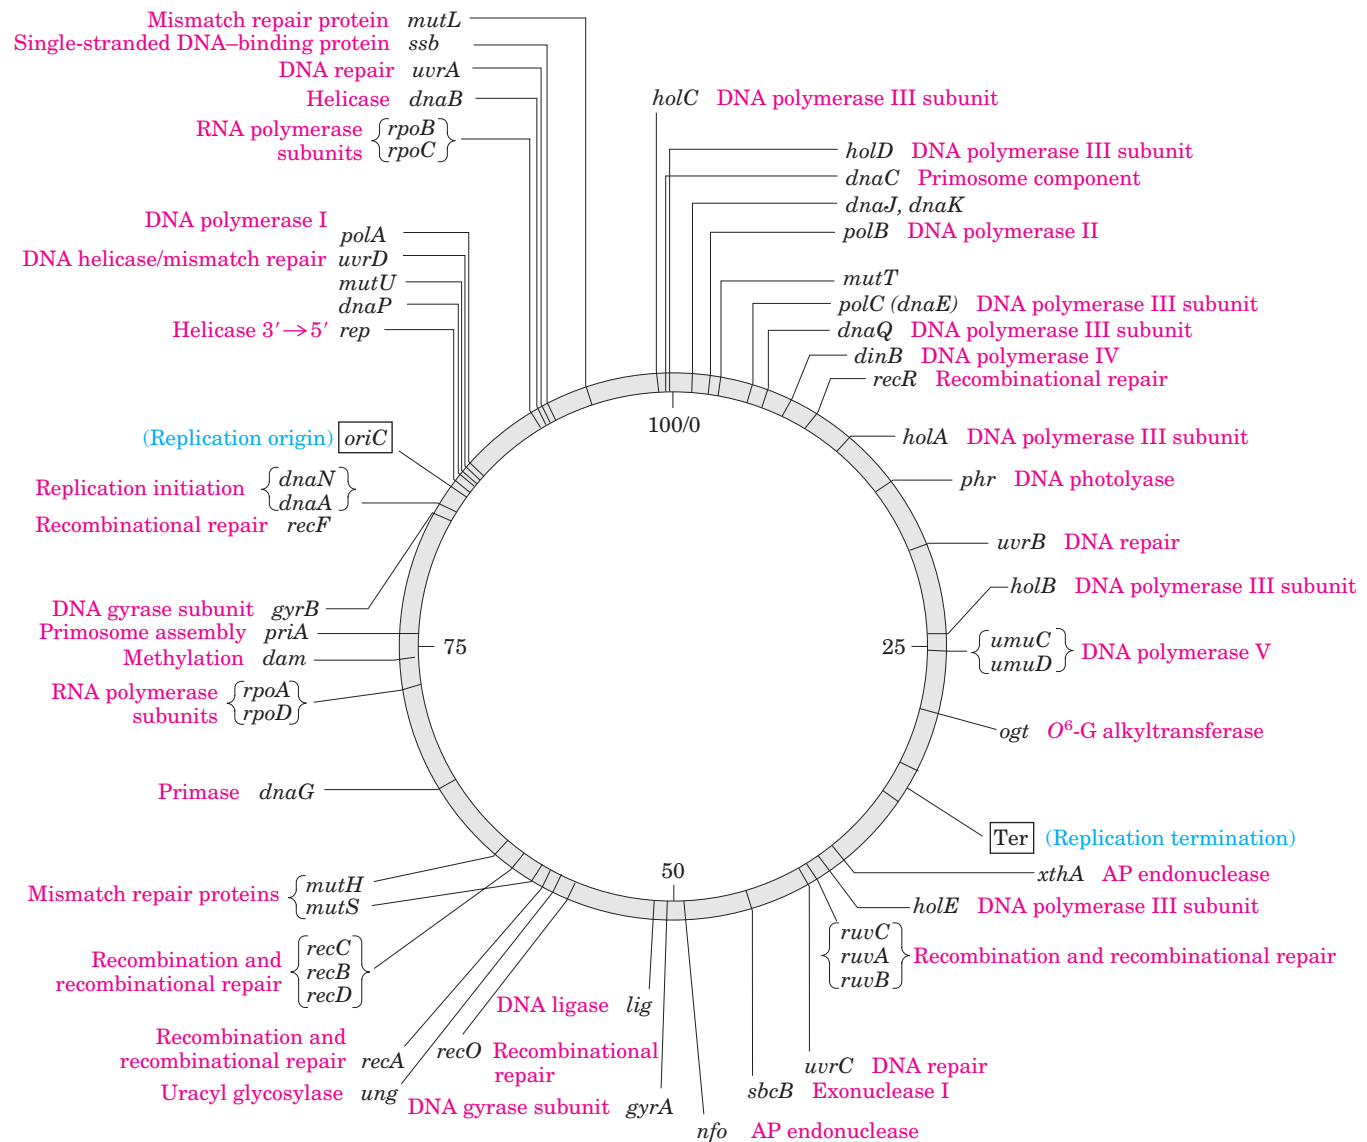 Mismatch repair protein mutL
Single-stranded DNA–binding protein ssb
DNA repair uvrA
Helicase dnaB
RNA polymerase subunits { rpoB rpoC }
DNA polymerase I
polA
DNA helicase/mismatch repair uvrD
mutU
dnaP
Helicase 3′→5′ rep
(Replication origin) oriC
Replication initiation { dnaN dnaA }
Recombinational repair recF
DNA gyrase subunit gyrB
Primosome assembly priA
Methylation dam
RNA polymerase subunits { rpoA rpoD }
Primase dnaG
Mismatch repair proteins { mutH mutS }
Recombination and recombinational repair { recC recB recD }
Recombination and
recombinational repair recA
Uracyl glycosylase ung
recO Recombinational
repair
DNA ligase lig
DNA gyrase subunit gyrA
nfo AP endonuclease
sbcB Exonuclease I
uvrC DNA repair
{ ruvC ruvA ruvB } Recombination and recombinational repair
holE DNA polymerase III subunit
xthA AP endonuclease
Ter (Replication termination)
ogt O⁶-G alkyltransferase
{ umuC umuD } DNA polymerase V
holB DNA polymerase III subunit
uvrB DNA repair
phr DNA photolyase
holA DNA polymerase III subunit
recR Recombinational repair
dinB DNA polymerase IV
dnaQ DNA polymerase III subunit
polC (dnaE) DNA polymerase III subunit
mutT
polB DNA polymerase II
dnaJ, dnaK
dnaC Primosome component
holD DNA polymerase III subunit
holC DNA polymerase III subunit
100/0
25
50
75